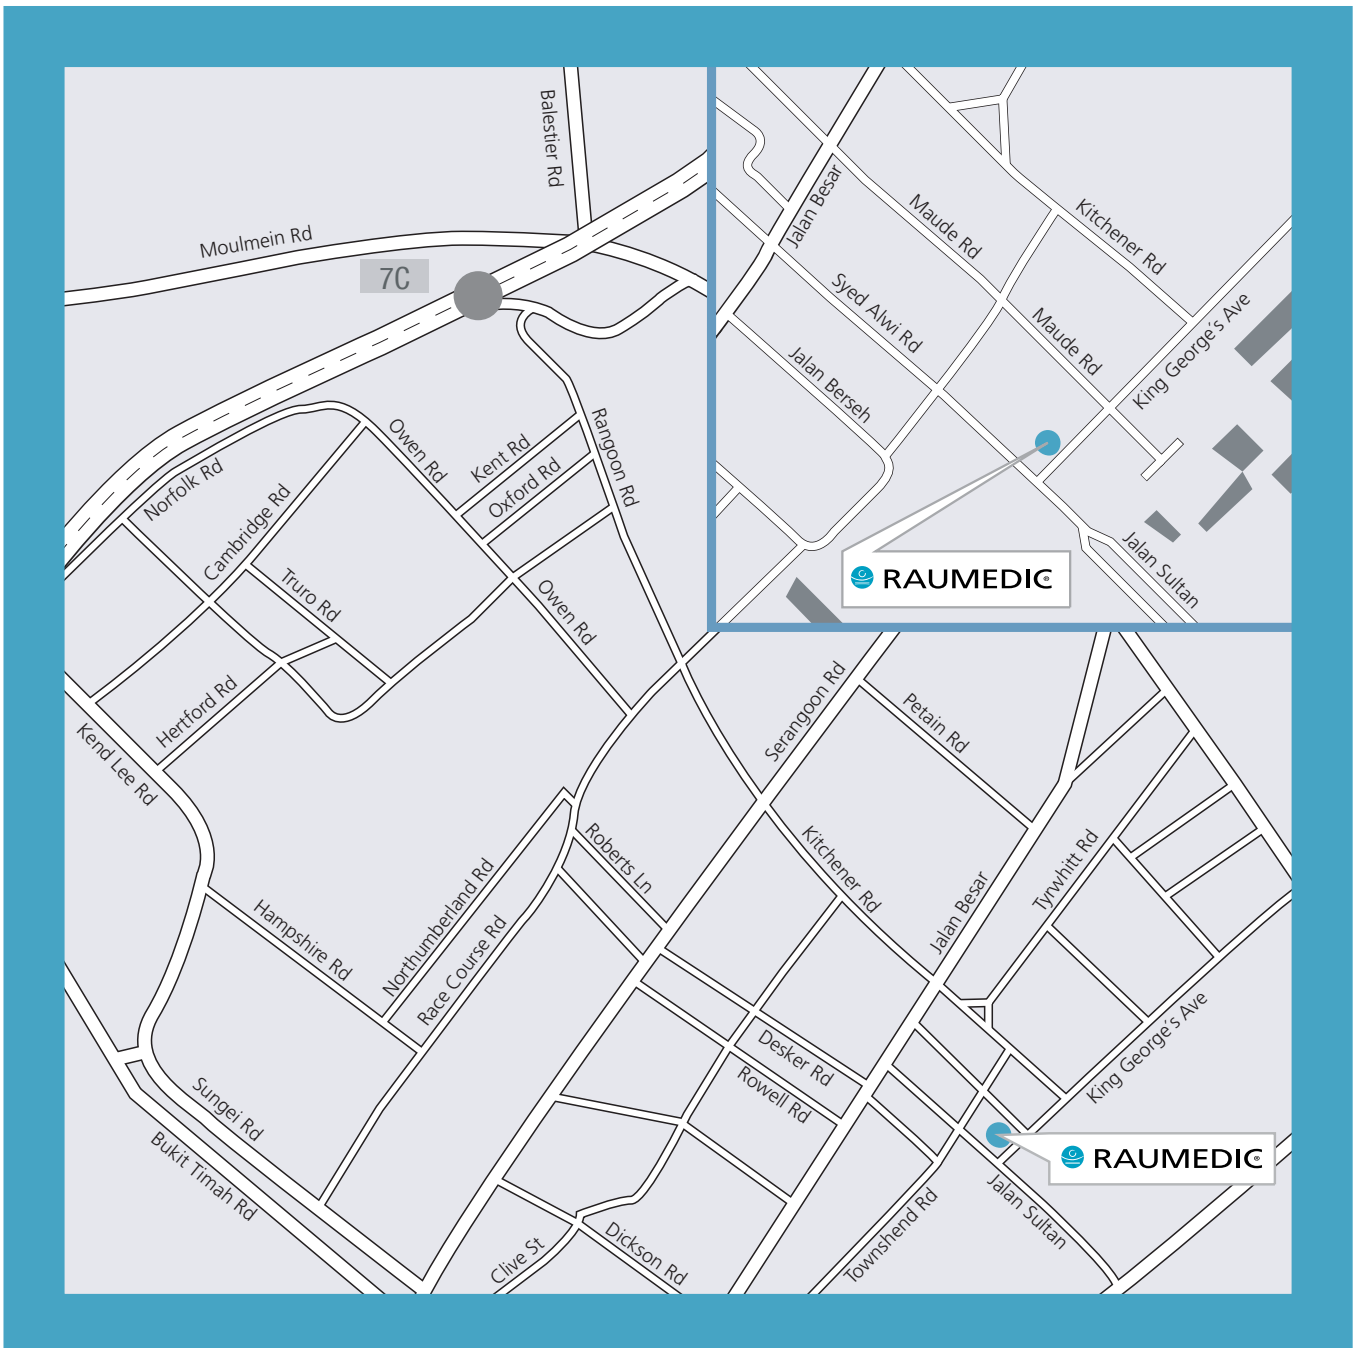 Balestier Rd
Moulmein Rd
7C
Jalan Besar
Maude Rd
Kitchener Rd
Syed Alwi Rd
Maude Rd
King George's Ave
Jalan Berseh
Jalan Sultan
RAUMEDIC®
Norfolk Rd
Owen Rd
Kent Rd
Oxford Rd
Rangoon Rd
Cambridge Rd
Truro Rd
Owen Rd
Hertford Rd
Kend Lee Rd
Serangoon Rd
Petain Rd
Roberts Ln
Kitchener Rd
Tyrwhitt Rd
Jalan Besar
Northumberland Rd
Hampshire Rd
Race Course Rd
Desker Rd
Rowell Rd
King George's Ave
Sungei Rd
Bukit Timah Rd
RAUMEDIC®
Jalan Sultan
Townshend Rd
Clive St
Dickson Rd